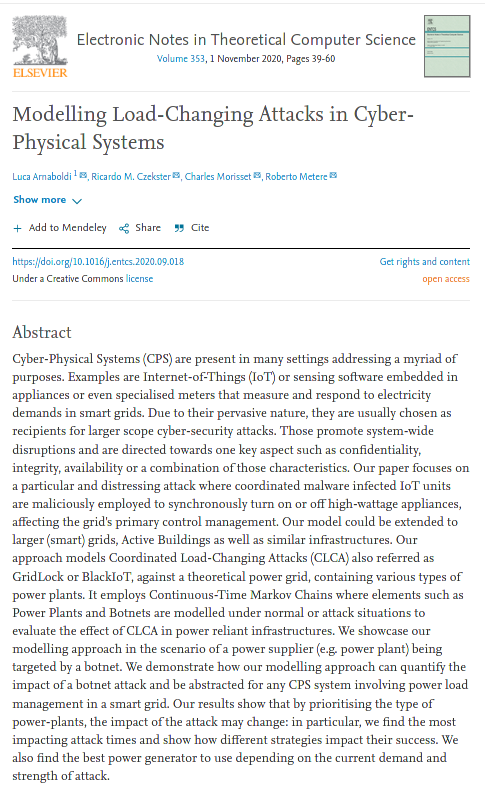 Electronic Notes in Theoretical Computer Science
Volume 353, 1 November 2020, Pages 39-60
ELSEVIER
Modelling Load-Changing Attacks in Cyber-
Physical Systems
Luca Arnaboldi 1, Ricardo M. Czekster, Charles Morisset, Roberto Metere
Show more
+ Add to Mendeley Share Cite
https://doi.org/10.1016/j.entcs.2020.09.018 Get rights and content
Under a Creative Commons license open access
Abstract
Cyber-Physical Systems (CPS) are present in many settings addressing a myriad of
purposes. Examples are Internet-of-Things (IoT) or sensing software embedded in
appliances or even specialised meters that measure and respond to electricity
demands in smart grids. Due to their pervasive nature, they are usually chosen as
recipients for larger scope cyber-security attacks. Those promote system-wide
disruptions and are directed towards one key aspect such as confidentiality,
integrity, availability or a combination of those characteristics. Our paper focuses on
a particular and distressing attack where coordinated malware infected IoT units
are maliciously employed to synchronously turn on or off high-wattage appliances,
affecting the grid's primary control management. Our model could be extended to
larger (smart) grids, Active Buildings as well as similar infrastructures. Our
approach models Coordinated Load-Changing Attacks (CLCA) also referred as
GridLock or BlackIoT, against a theoretical power grid, containing various types of
power plants. It employs Continuous-Time Markov Chains where elements such as
Power Plants and Botnets are modelled under normal or attack situations to
evaluate the effect of CLCA in power reliant infrastructures. We showcase our
modelling approach in the scenario of a power supplier (e.g. power plant) being
targeted by a botnet. We demonstrate how our modelling approach can quantify the
impact of a botnet attack and be abstracted for any CPS system involving power load
management in a smart grid. Our results show that by prioritising the type of
power-plants, the impact of the attack may change: in particular, we find the most
impacting attack times and show how different strategies impact their success. We
also find the best power generator to use depending on the current demand and
strength of attack.